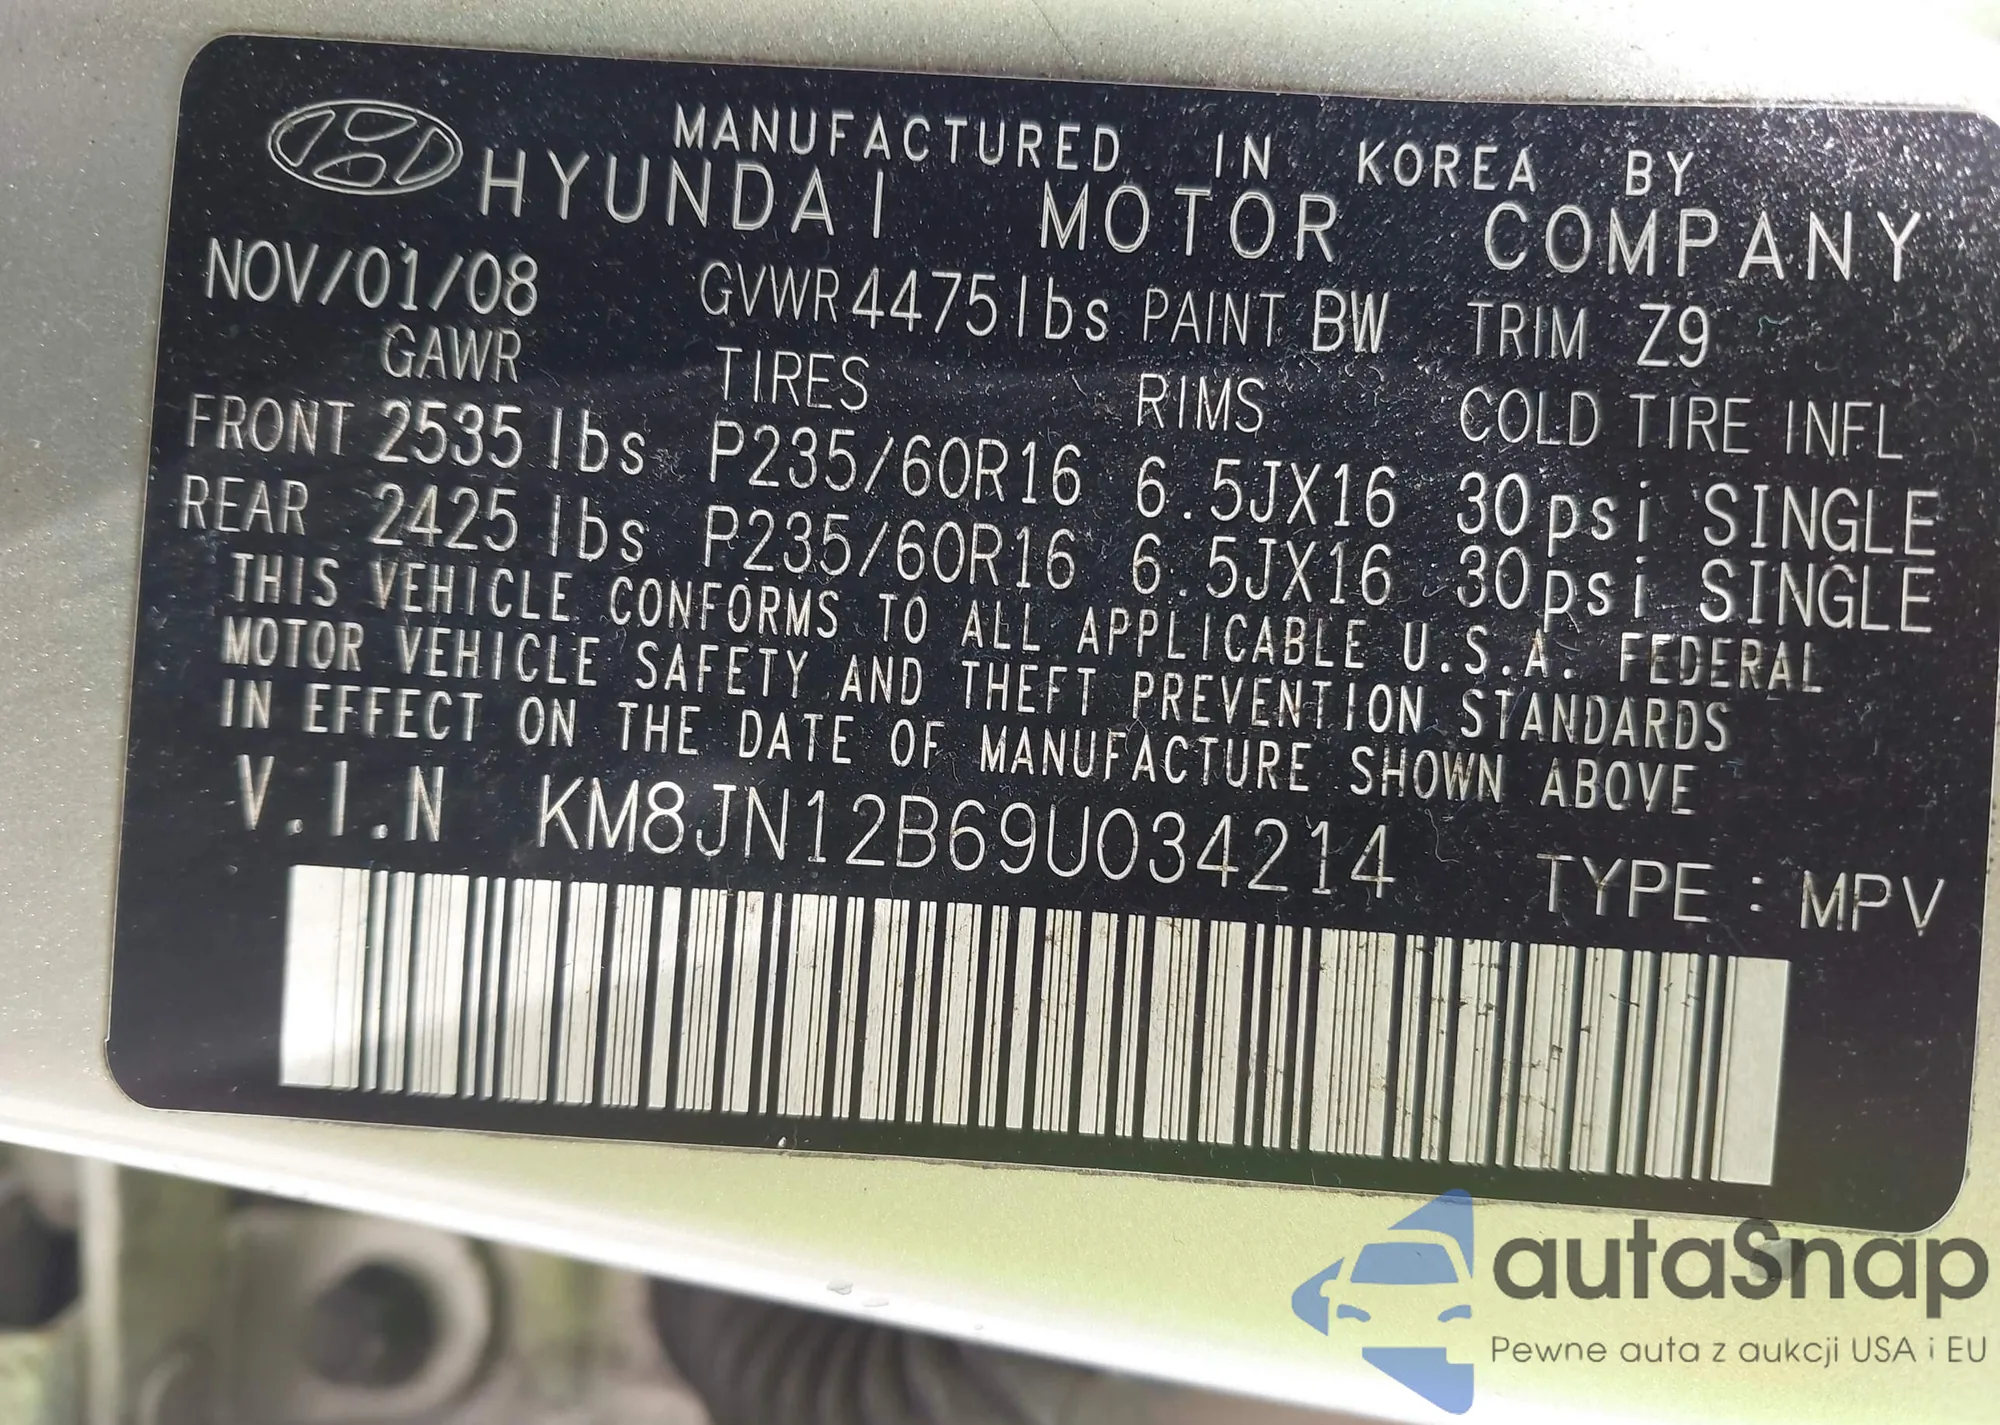 MANUFACTURED IN KOREA BY
HYUNDAI MOTOR COMPANY
NOV/01/08 GVWR 4475lbs PAINT BW TRIM Z9
GAWR TIRES RIMS COLD TIRE INFL
FRONT 2535 lbs P235/60R16 6.5JX16 30psi SINGLE
REAR 2425 lbs P235/60R16 6.5JX16 30psi SINGLE
THIS VEHICLE CONFORMS TO ALL APPLICABLE U.S.A. FEDERAL
MOTOR VEHICLE SAFETY AND THEFT PREVENTION STANDARDS
IN EFFECT ON THE DATE OF MANUFACTURE SHOWN ABOVE
V.I.N KM8JN12B69U034214 TYPE : MPV
autaSnap
Pewne auta z aukcji USA i EU